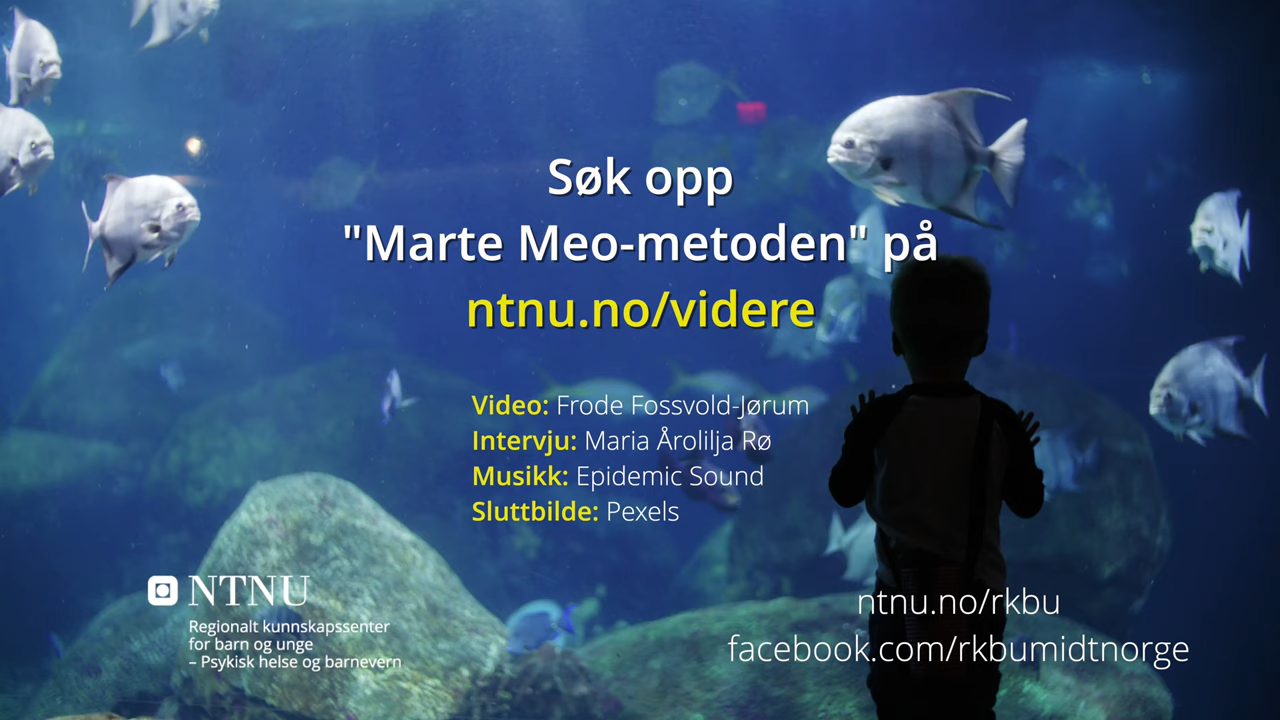 Søk opp
"Marte Meo-metoden" på
ntnu.no/videre
Video: Frode Fossvold-Jørum
Intervju: Maria Årolilja Rø
Musikk: Epidemic Sound
Sluttbilde: Pexels
NTNU
Regionalt kunnskapssenter
for barn og unge
– Psykisk helse og barnevern
ntnu.no/rkbu
facebook.com/rkbumidtnorge